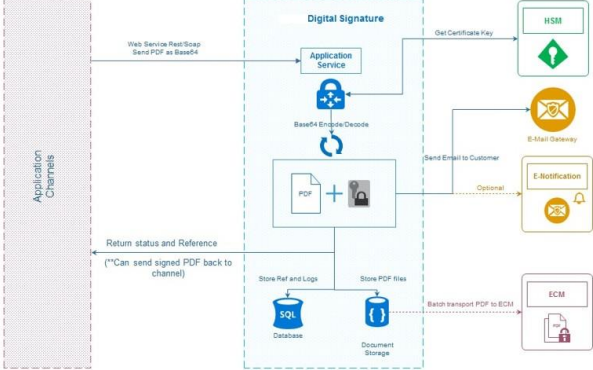 Digital Signature
HSM
Web Service Rest/Soap
Send PDF as Base64
Get Certificate Key
Application
Service
Base64 Encode/Decode
E-Mail Gateway
Send Email to Customer
Application
Channels
PDF
Optional
E-Notification
Return status and Reference
(**Can send signed PDF back to
channel)
Store Ref and Logs
Store PDF files
SQL
Database
{ }
Document
Storage
Batch transport PDF to ECM
ECM
PDF